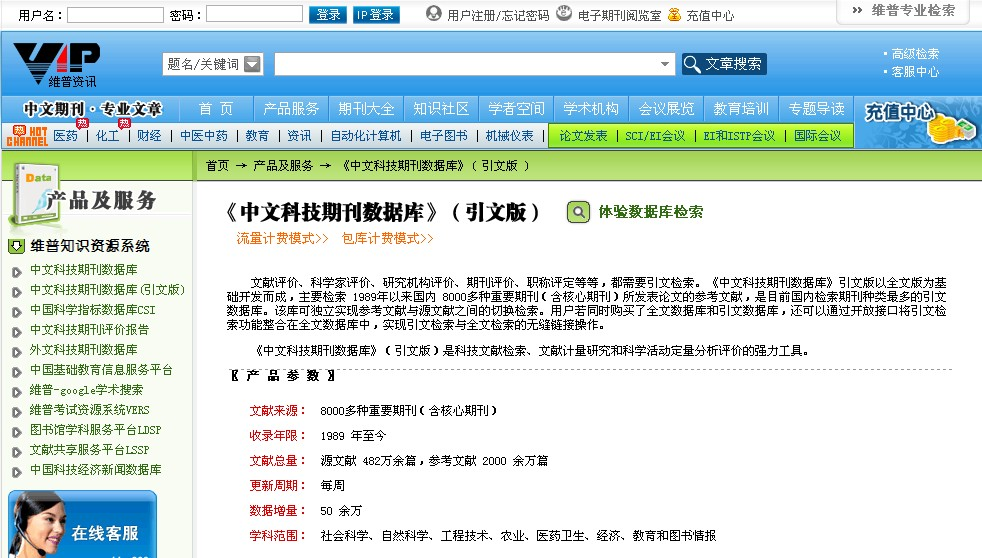 用户名: 密码: 登录 IP登录 用户注册/忘记密码 电子期刊阅览室 充值中心 » 维普专业检索
VIP 维普资讯
题名/关键词 文章搜索
· 高级检索
· 客服中心
中文期刊·专业文章 首 页 产品服务 期刊大全 知识社区 学者空间 学术机构 会议展览 教育培训 专题导读 充值中心
热 HOT CHANNEL 医药 热 | 化工 热 | 财经 | 中医中药 | 教育 | 资讯 | 自动化计算机 | 电子图书 | 机械仪表 | 论文发表 | SCI/EI会议 | EI和ISTP会议 | 国际会议
Data
产品及服务
首页 → 产品及服务 → 《中文科技期刊数据库》（ 引文版 ）
《中文科技期刊数据库》（引文版） 体验数据库检索
流量计费模式>> 包库计费模式>>
维普知识资源系统
中文科技期刊数据库
中文科技期刊数据库(引文版)
中国科学指标数据库CSI
中文科技期刊评价报告
外文科技期刊数据库
中国基础教育信息服务平台
维普-google学术搜索
维普考试资源系统VERS
图书馆学科服务平台LDSP
文献共享服务平台LSSP
中国科技经济新闻数据库
在线客服
文献评价、科学家评价、研究机构评价、期刊评价、职称评定等等，都需要引文检索。《中文科技期刊数据库》引文版以全文版为基
础开发而成，主要检索 1989年以来国内 8000多种重要期刊（含核心期刊）所发表论文的参考文献，是目前国内检索期刊种类最多的引文
数据库。该库可独立实现参考文献与源文献之间的切换检索。用户若同时购买了全文数据库和引文数据库，还可以通过开放接口将引文检
索功能整合在全文数据库中，实现引文检索与全文检索的无缝链接操作。
《中文科技期刊数据库》（引文版）是科技文献检索、文献计量研究和科学活动定量分析评价的强力工具。
〖 产 品 参 数 〗
文献来源： 8000多种重要期刊（含核心期刊）
收录年限： 1989 年至今
文献总量： 源文献 482万余篇，参考文献 2000 余万篇
更新周期： 每周
数据增量： 50 余万
学科范围： 社会科学、自然科学、工程技术、农业、医药卫生、经济、教育和图书情报